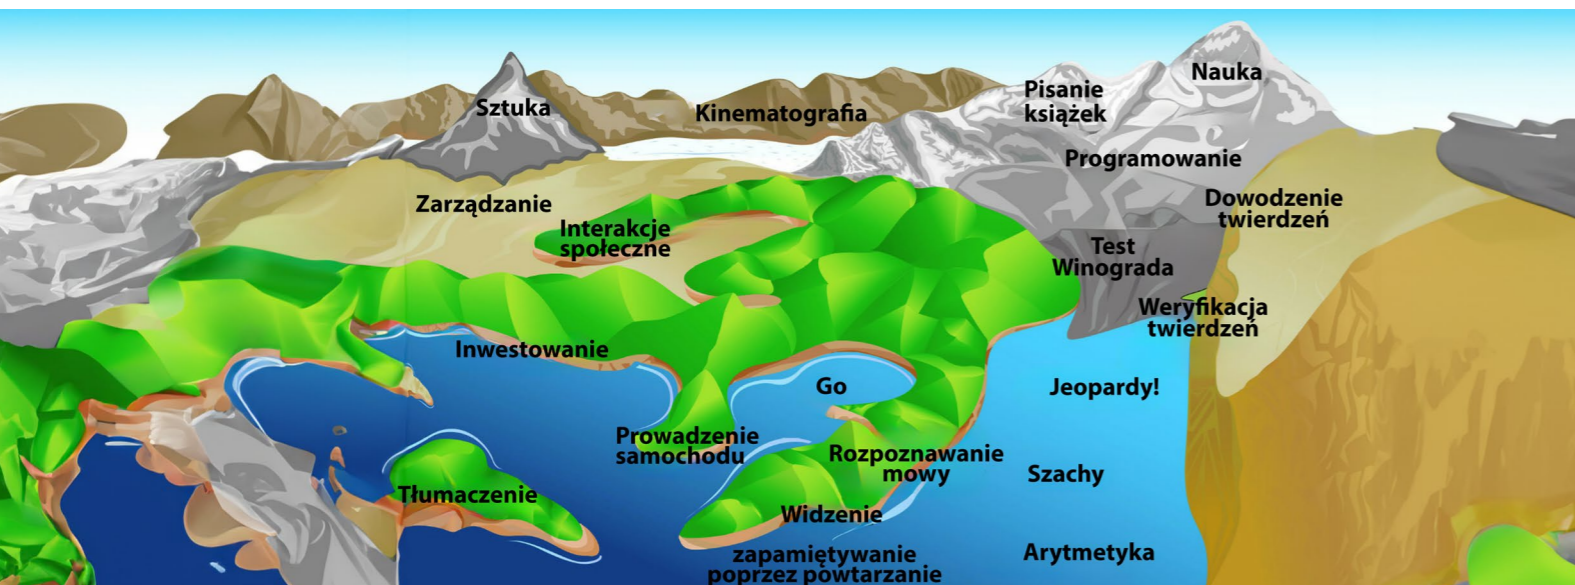 Nauka
Pisanie
książek
Sztuka
Kinematografia
Programowanie
Zarządzanie
Dowodzenie
twierdzeń
Interakcje
społeczne
Test
Winograda
Weryfikacja
twierdzeń
Inwestowanie
Go
Jeopardy!
Prowadzenie
samochodu
Rozpoznawanie
mowy
Szachy
Tłumaczenie
Widzenie
zapamiętywanie
poprzez powtarzanie
Arytmetyka